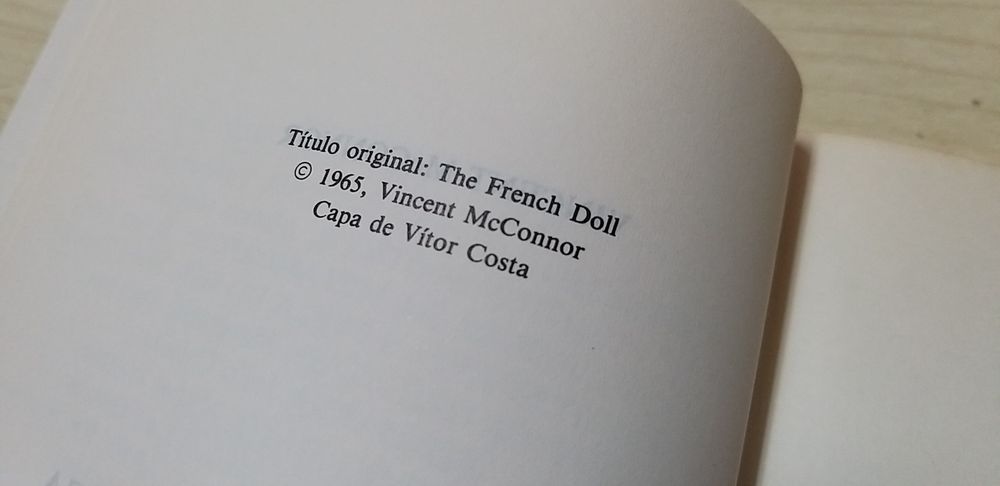 Título original: The French Doll
© 1965, Vincent McConnor
Capa de Vítor Costa